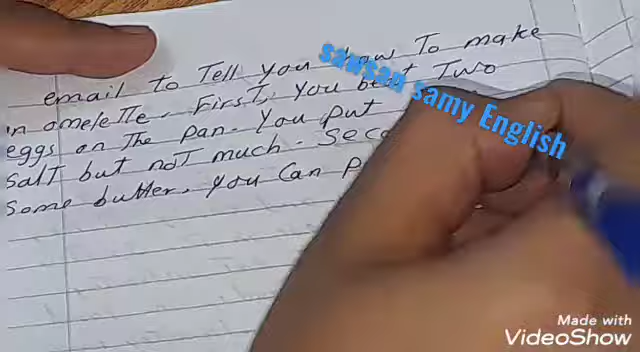 email to Tell you how To make
an omeleTTe. FirsT, you beat Two
eggs on The pan. You put
salT but noT much. Sec
Some butter. You Can p
sawsan samy English
Made with
VideoShow